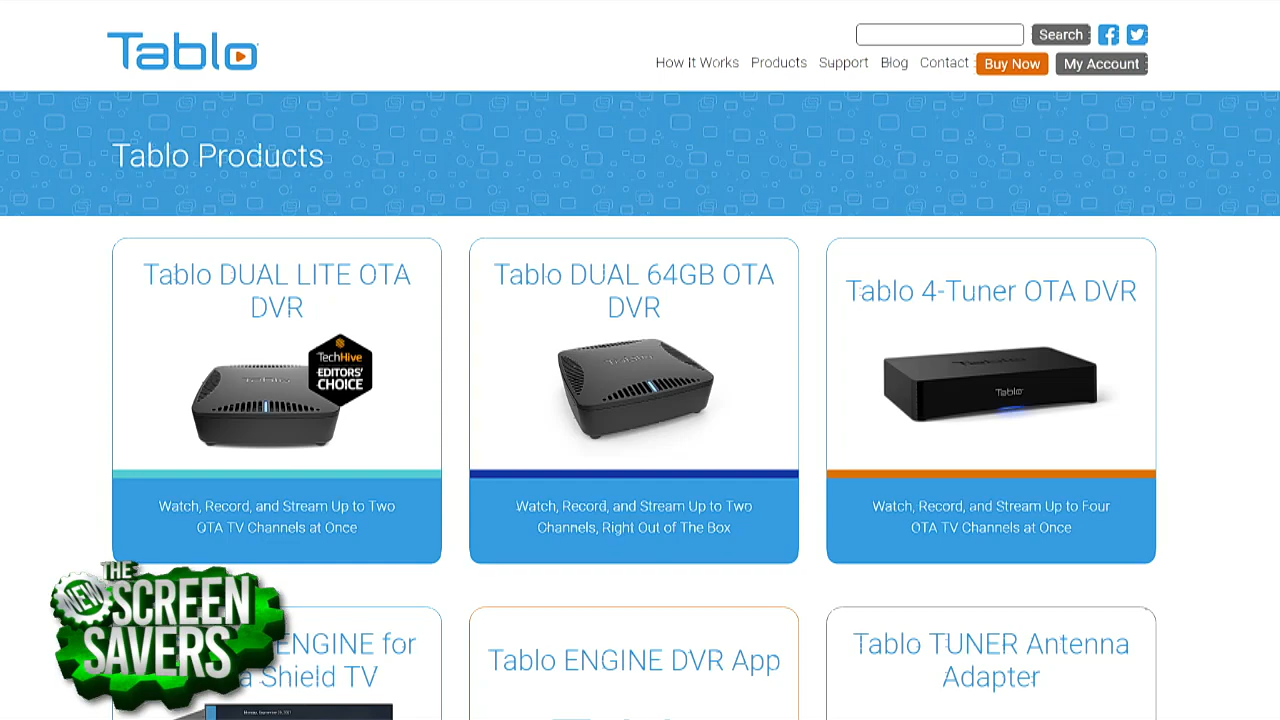 Tablo
Search
How It Works Products Support Blog Contact Buy Now My Account
Tablo Products
Tablo DUAL LITE OTA
DVR
TechHive
EDITORS'
CHOICE
Tablo
Watch, Record, and Stream Up to Two
OTA TV Channels at Once
Tablo DUAL 64GB OTA
DVR
Tablo
Watch, Record, and Stream Up to Two
Channels, Right Out of The Box
Tablo 4-Tuner OTA DVR
Tablo
Tablo
Watch, Record, and Stream Up to Four
OTA TV Channels at Once
THE
NEW SCREEN
SAVERS
ENGINE for
a Shield TV
Tablo ENGINE DVR App
Tablo TUNER Antenna
Adapter